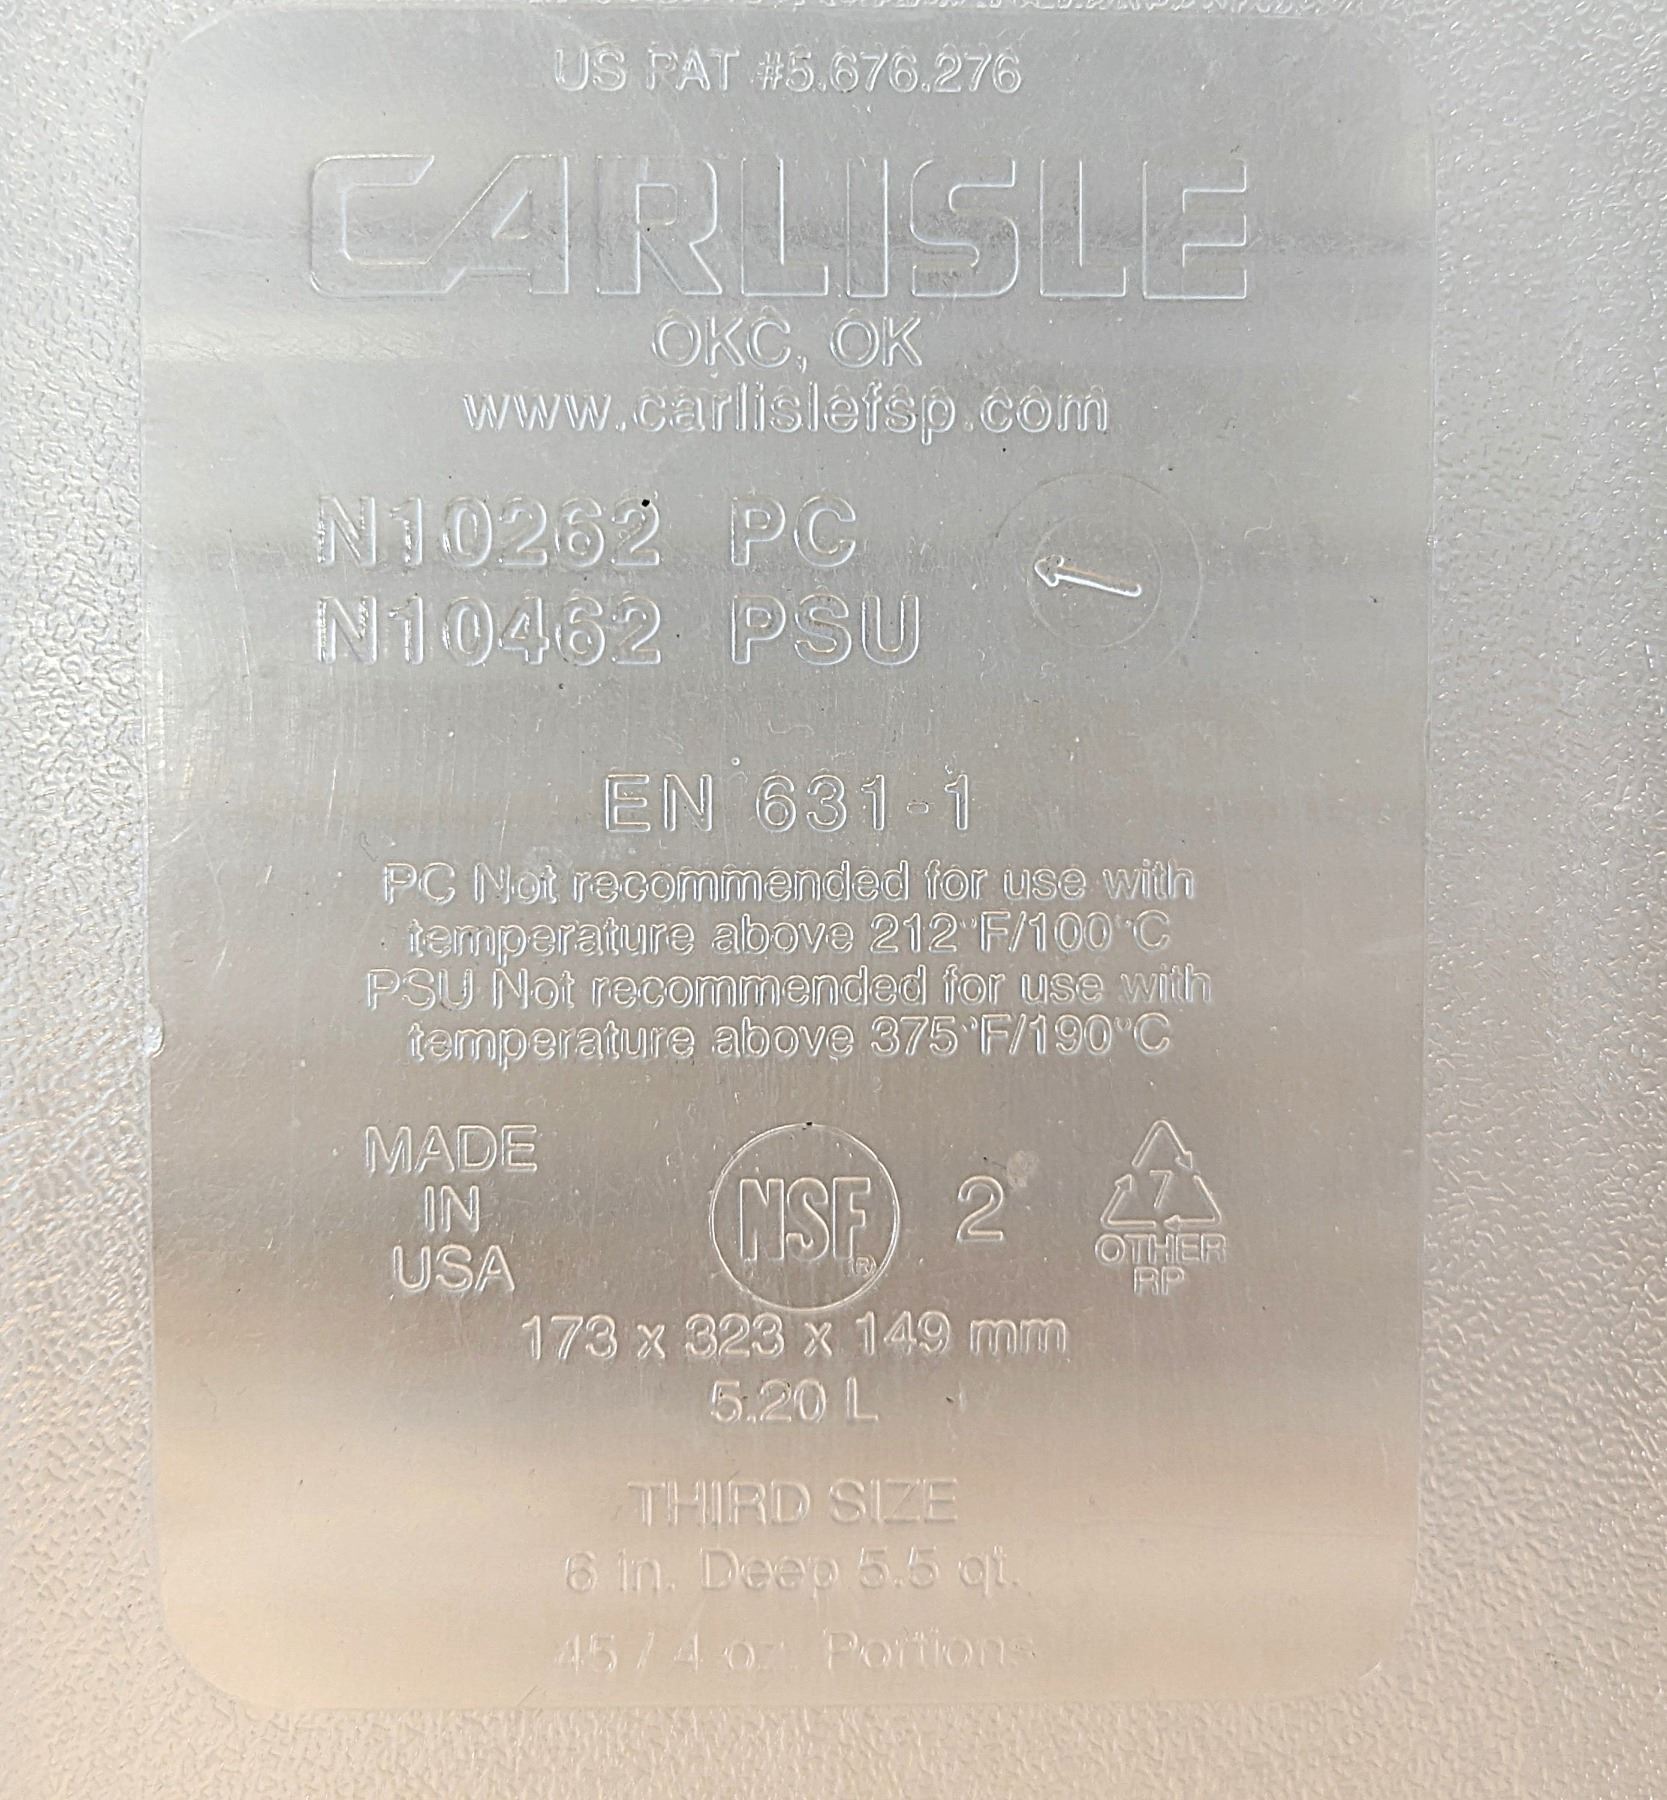 US PAT #5.676.276
CARLISLE
OKC, OK
www.carlislefsp.com
N10262 PC
N10462 PSU
EN 631-1
PC Not recommended for use with
temperature above 212°F/100°C
PSU Not recommended for use with
temperature above 375°F/190°C
MADE
IN
USA
NSF®
2
7
OTHER
RP
173 x 323 x 149 mm
5.20 L
THIRD SIZE
6 in. Deep 5.5 qt.
45 / 4 oz. Portions